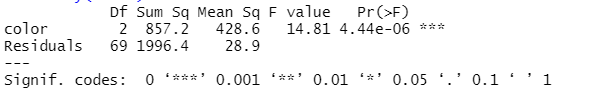 Df Sum Sq Mean Sq F value Pr(>F)
color 2 857.2 428.6 14.81 4.44e-06 ***
Residuals 69 1996.4 28.9
---
Signif. codes: 0 ‘***’ 0.001 ‘**’ 0.01 ‘*’ 0.05 ‘.’ 0.1 ‘ ’ 1